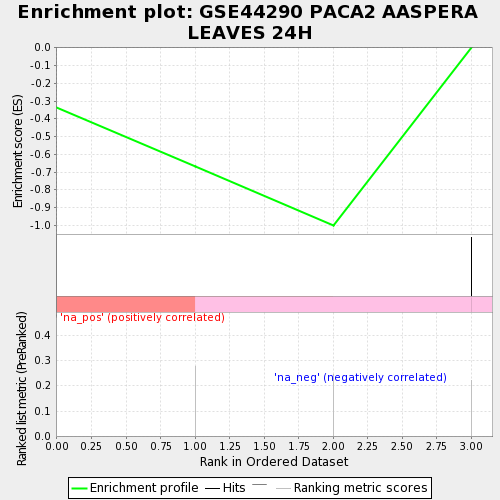 Enrichment plot: GSE44290 PACA2 AASPERA
LEAVES 24H
Enrichment score (ES)
0.0
-0.1
-0.2
-0.3
-0.4
-0.5
-0.6
-0.7
-0.8
-0.9
-1.0
'na_pos' (positively correlated)
'na_neg' (negatively correlated)
Ranked list metric (PreRanked)
0.4
0.3
0.2
0.1
0.0
0.00 0.25 0.50 0.75 1.00 1.25 1.50 1.75 2.00 2.25 2.50 2.75 3.00
Rank in Ordered Dataset
Enrichment profile Hits Ranking metric scores